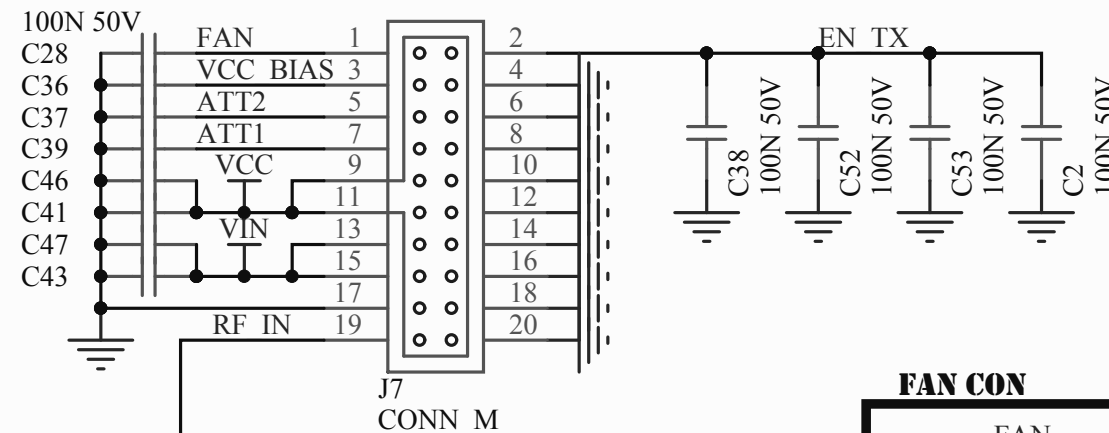 100N 50V
C28 FAN 1 2 EN TX
C36 VCC BIAS 3 4
C37 ATT2 5 6
C39 ATT1 7 8
C46 VCC 9 10
C41 11 12
C47 VIN 13 14
C43 15 16
17 18
RF IN 19 20
C38
100N 50V
C52
100N 50V
C53
100N 50V
C2
100N 50V
J7
CONN M
FAN CON
FAN